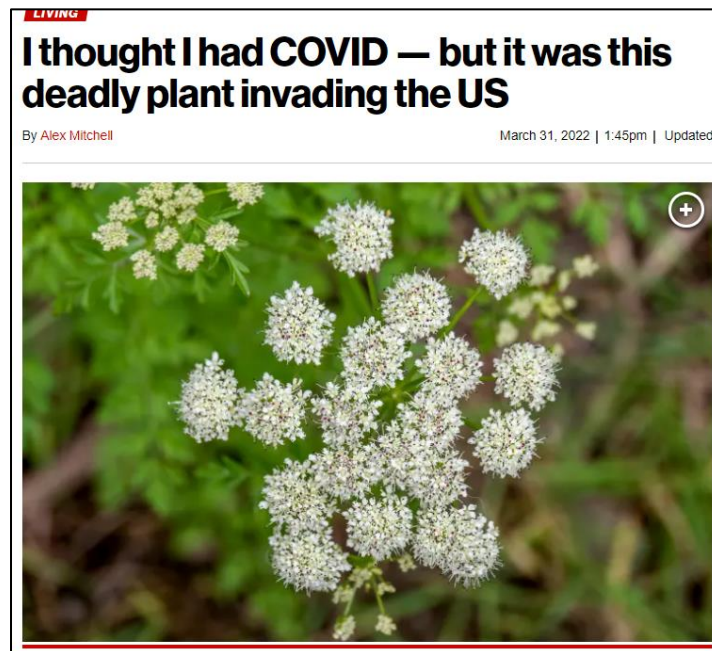 LIVING
I thought I had COVID — but it was this
deadly plant invading the US
By Alex Mitchell
March 31, 2022 | 1:45pm | Updated